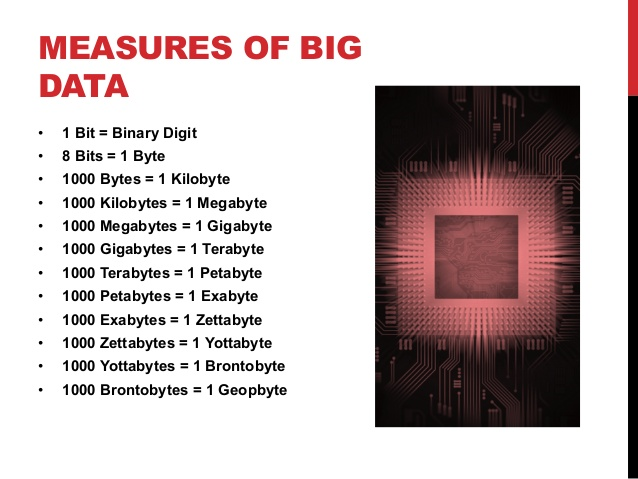 MEASURES OF BIG
DATA
• 1 Bit = Binary Digit
• 8 Bits = 1 Byte
• 1000 Bytes = 1 Kilobyte
• 1000 Kilobytes = 1 Megabyte
• 1000 Megabytes = 1 Gigabyte
• 1000 Gigabytes = 1 Terabyte
• 1000 Terabytes = 1 Petabyte
• 1000 Petabytes = 1 Exabyte
• 1000 Exabytes = 1 Zettabyte
• 1000 Zettabytes = 1 Yottabyte
• 1000 Yottabytes = 1 Brontobyte
• 1000 Brontobytes = 1 Geopbyte